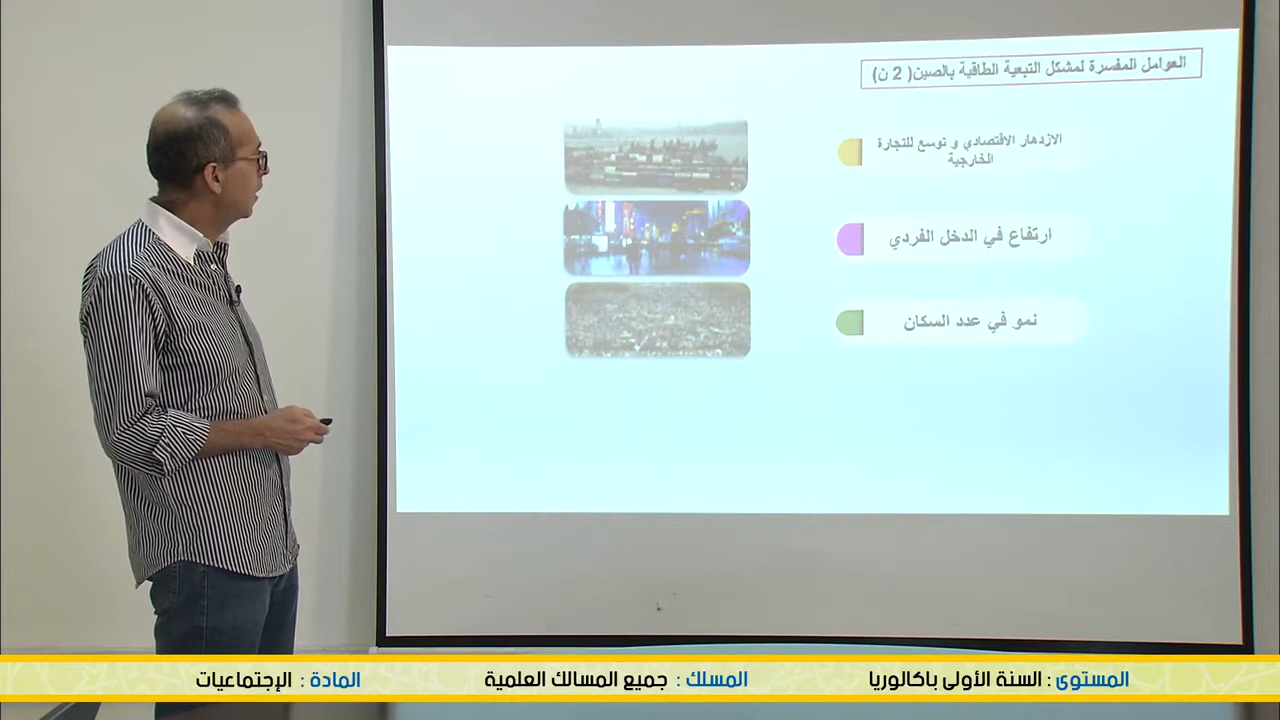 العوامل المفسرة لمشكل التبعية الطاقية بالصين( 2 ن)
الازدهار الاقتصادي و توسع للتجارة
الخارجية
ارتفاع في الدخل الفردي
نمو في عدد السكان
المستوى : السنة الأولى باكالوريا
المسلك : جميع المسالك العلمية
المادة : الإجتماعيات